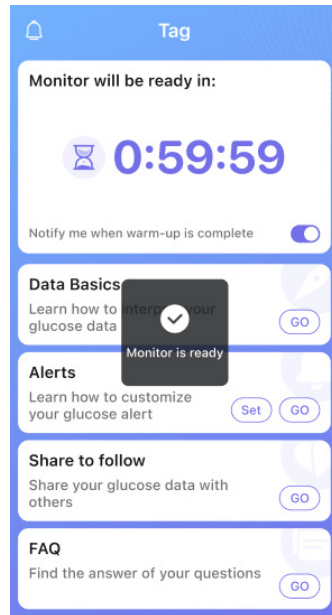 Tag
Monitor will be ready in:
0:59:59
Notify me when warm-up is complete
Data Basics
Learn how to interpret your
glucose data
GO
Monitor is ready
Alerts
Learn how to customize
your glucose alert
Set
GO
Share to follow
Share your glucose data with
others
GO
FAQ
Find the answer of your questions
GO